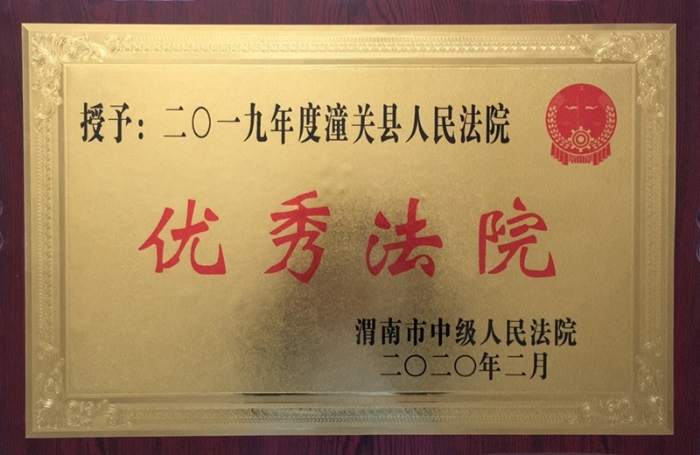 授予：二〇一九年度潼关县人民法院
优秀法院
渭南市中级人民法院
二〇二〇年二月